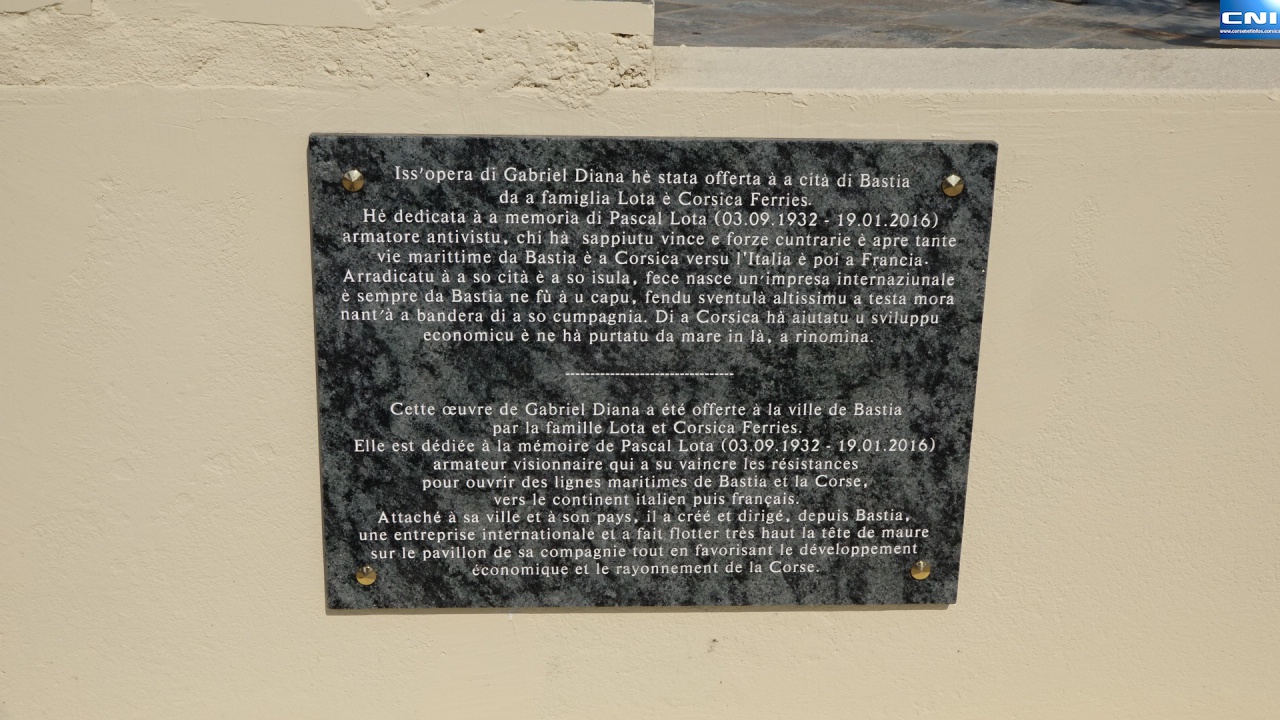 CNI
www.corsenetinfos.corsica
Iss'opera di Gabriel Diana hè stata offerta à a cità di Bastia
da a famiglia Lota è Corsica Ferries.
Hè dedicata à a memoria di Pascal Lota (03.09.1932 - 19.01.2016)
armatore antivistu, chi hà sappiutu vince e forze cuntrarie è apre tante
vie marittime da Bastia è a Corsica versu l'Italia è poi a Francia.
Arradicatu à a so cità è a so isula, fece nasce un'impresa internaziunale
è sempre da Bastia ne fù à u capu, fendu sventulà altissimu a testa mora
nant'à a bandera di a so cumpagnia. Di a Corsica hà aiutatu u sviluppu
economicu è ne hà purtatu da mare in là, a rinomina.
---------------------------------
Cette œuvre de Gabriel Diana a été offerte à la ville de Bastia
par la famille Lota et Corsica Ferries.
Elle est dédiée à la mémoire de Pascal Lota (03.09.1932 - 19.01.2016)
armateur visionnaire qui a su vaincre les résistances
pour ouvrir des lignes maritimes de Bastia et la Corse,
vers le continent italien puis français.
Attaché à sa ville et à son pays, il a créé et dirigé, depuis Bastia,
une entreprise internationale et a fait flotter très haut la tête de maure
sur le pavillon de sa compagnie tout en favorisant le développement
économique et le rayonnement de la Corse.